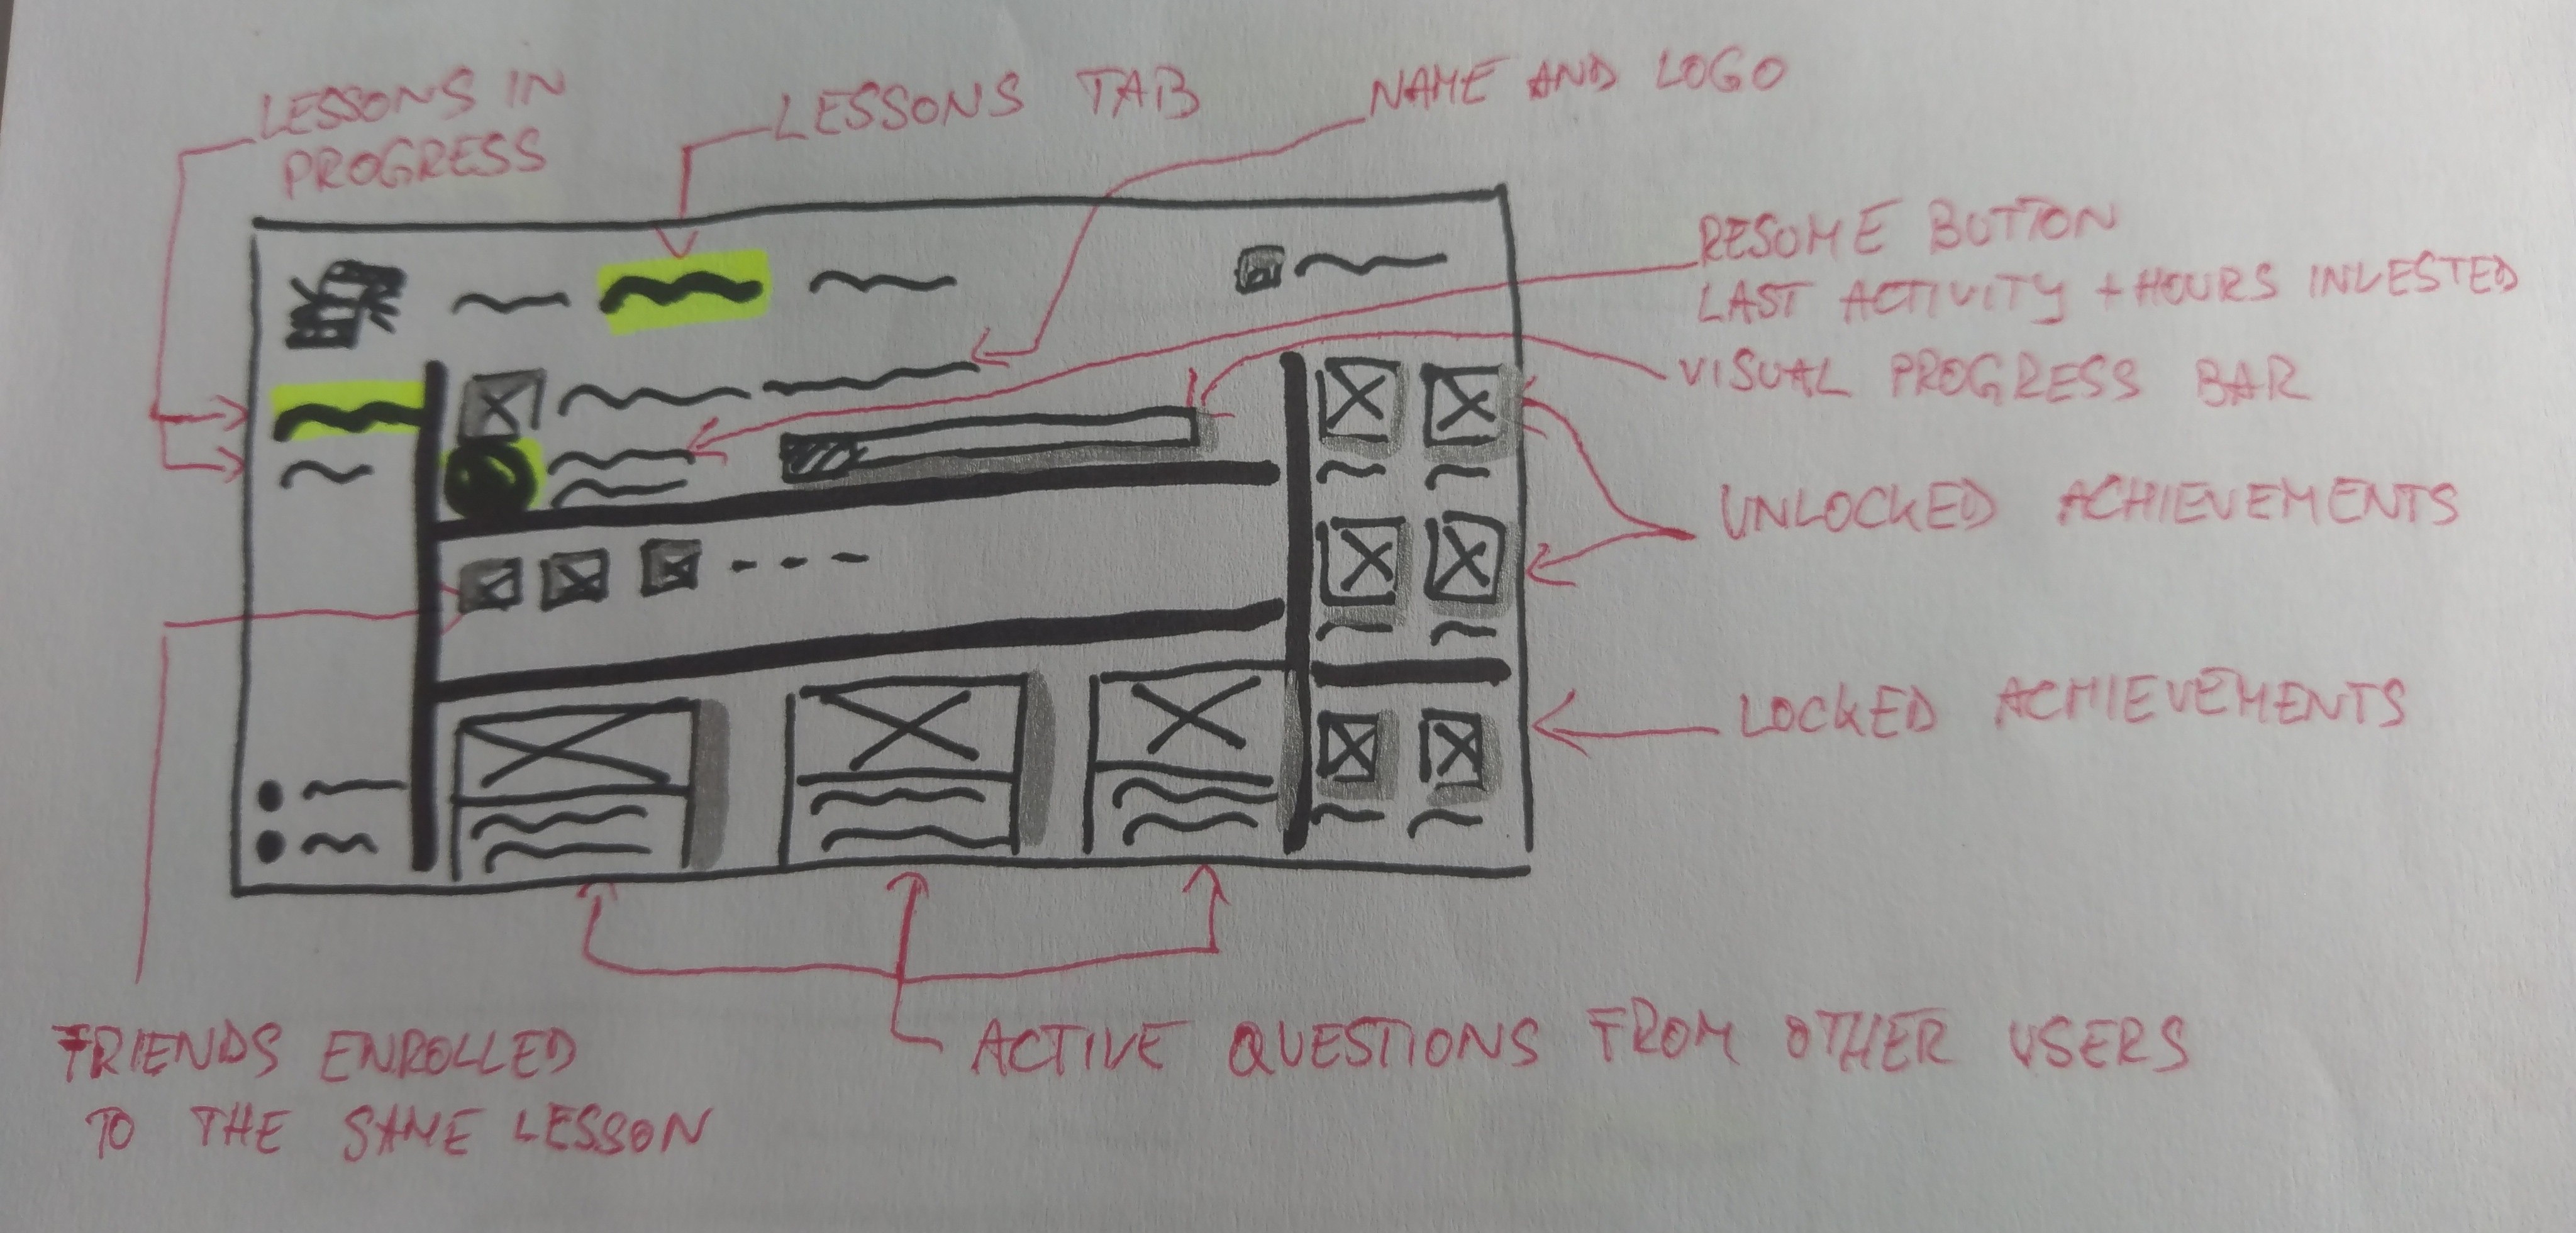 LESSONS IN
PROGRESS
LESSONS TAB
NAME AND LOGO
RESUME BUTTON
LAST ACTIVITY + HOURS INVESTED
VISUAL PROGRESS BAR
UNLOCKED ACHIEVEMENTS
LOCKED ACHIEVEMENTS
FRIENDS ENROLLED
TO THE SAME LESSON
ACTIVE QUESTIONS FROM OTHER USERS